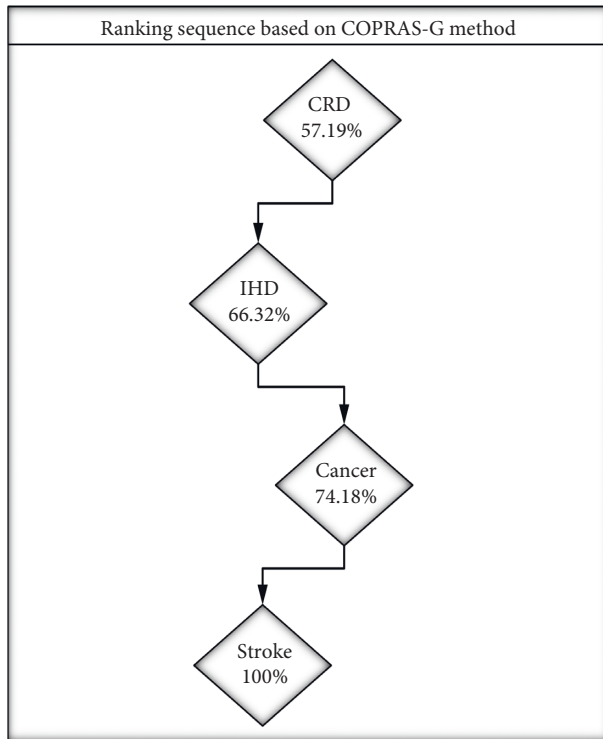 Ranking sequence based on COPRAS-G method
CRD
57.19%
IHD
66.32%
Cancer
74.18%
Stroke
100%